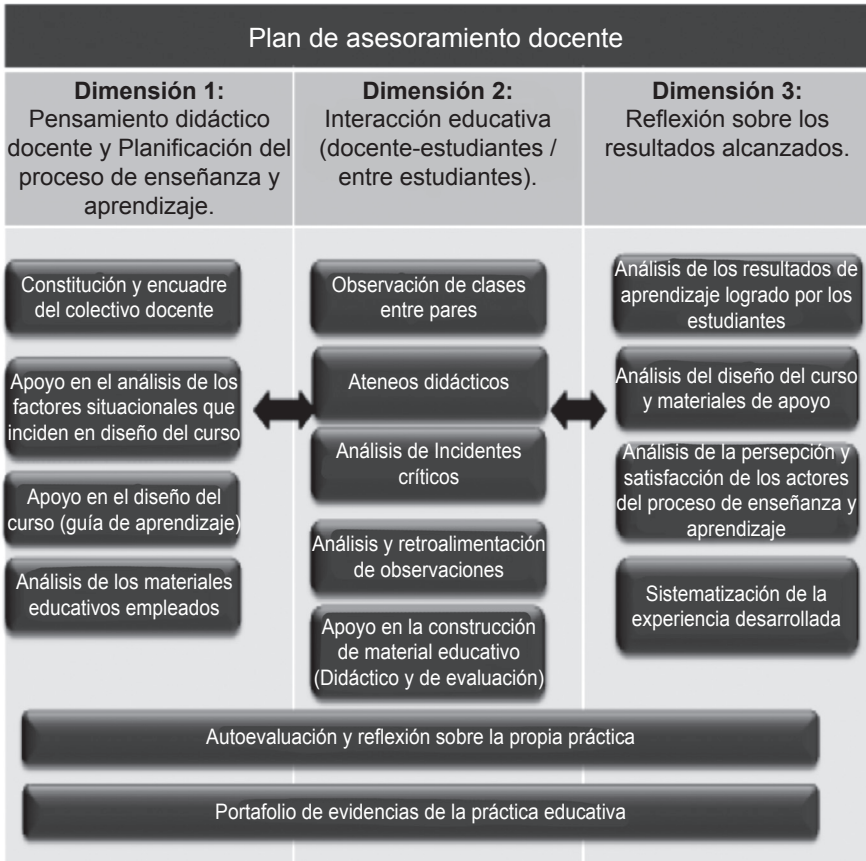 Plan de asesoramiento docente
Dimensión 1:
Pensamiento didáctico
docente y Planificación del
proceso de enseñanza y
aprendizaje.
Dimensión 2:
Interacción educativa
(docente-estudiantes /
entre estudiantes).
Dimensión 3:
Reflexión sobre los
resultados alcanzados.
Constitución y encuadre
del colectivo docente
Apoyo en el análisis de los
factores situacionales que
inciden en diseño del curso
Apoyo en el diseño del
curso (guía de aprendizaje)
Análisis de los materiales
educativos empleados
Observación de clases
entre pares
Ateneos didácticos
Análisis de Incidentes
críticos
Análisis y retroalimentación
de observaciones
Apoyo en la construcción
de material educativo
(Didáctico y de evaluación)
Análisis de los resultados de
aprendizaje logrado por los
estudiantes
Análisis del diseño del curso
y materiales de apoyo
Análisis de la persepción y
satisfacción de los actores
del proceso de enseñanza y
aprendizaje
Sistematización de la
experiencia desarrollada
Autoevaluación y reflexión sobre la propia práctica
Portafolio de evidencias de la práctica educativa